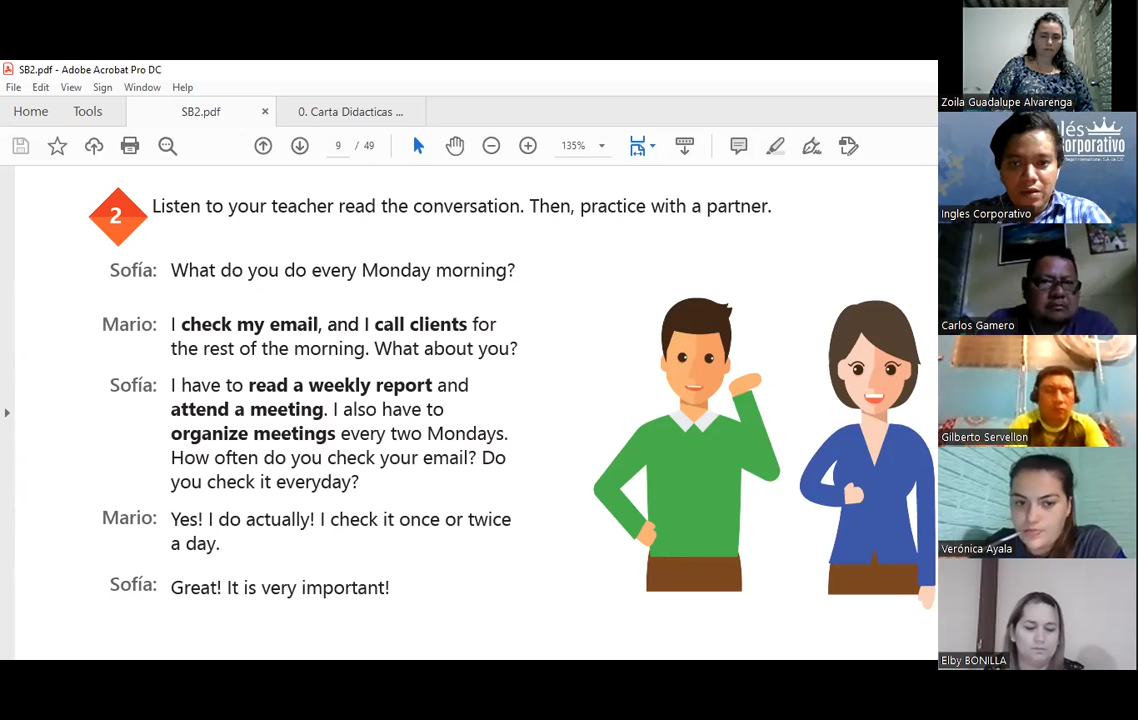 SB2.pdf - Adobe Acrobat Pro DC
File Edit View Sign Window Help
Home Tools SB2.pdf × 0. Carta Didacticas ...
9 / 49 135%
2 Listen to your teacher read the conversation. Then, practice with a partner.
Sofía: What do you do every Monday morning?
Mario: I check my email, and I call clients for
the rest of the morning. What about you?
Sofía: I have to read a weekly report and
attend a meeting. I also have to
organize meetings every two Mondays.
How often do you check your email? Do
you check it everyday?
Mario: Yes! I do actually! I check it once or twice
a day.
Sofía: Great! It is very important!
Zoila Guadalupe Alvarenga
lés
orporativo
Ingles Corporativo
Carlos Gamero
Gilberto Servellon
Verónica Ayala
Elby BONILLA